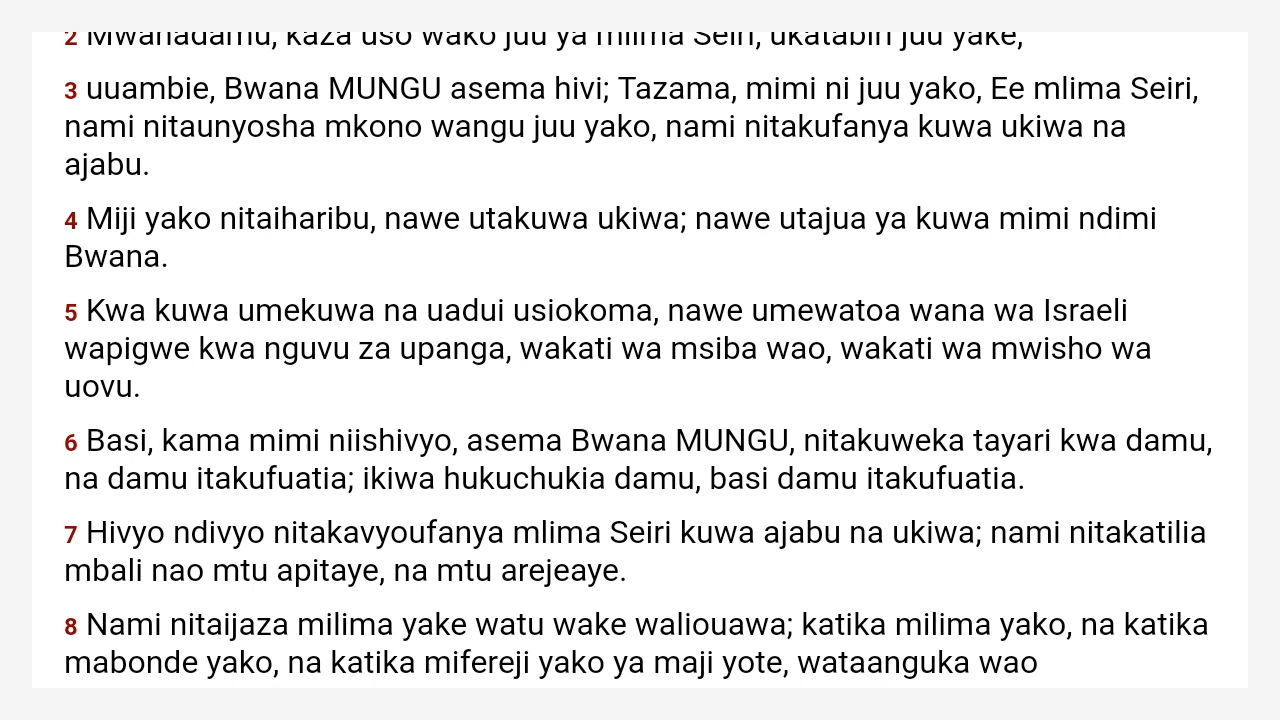 2 Mwanadamu, kaza uso wako juu ya mlima Seiri, ukatabiri juu yake,
3 uuambie, Bwana MUNGU asema hivi; Tazama, mimi ni juu yako, Ee mlima Seiri,
nami nitaunyosha mkono wangu juu yako, nami nitakufanya kuwa ukiwa na
ajabu.
4 Miji yako nitaiharibu, nawe utakuwa ukiwa; nawe utajua ya kuwa mimi ndimi
Bwana.
5 Kwa kuwa umekuwa na uadui usiokoma, nawe umewatoa wana wa Israeli
wapigwe kwa nguvu za upanga, wakati wa msiba wao, wakati wa mwisho wa
uovu.
6 Basi, kama mimi niishivyo, asema Bwana MUNGU, nitakuweka tayari kwa damu,
na damu itakufuatia; ikiwa hukuchukia damu, basi damu itakufuatia.
7 Hivyo ndivyo nitakavyoufanya mlima Seiri kuwa ajabu na ukiwa; nami nitakatilia
mbali nao mtu apitaye, na mtu arejeaye.
8 Nami nitaijaza milima yake watu wake waliouawa; katika milima yako, na katika
mabonde yako, na katika mifereji yako ya maji yote, wataanguka wao